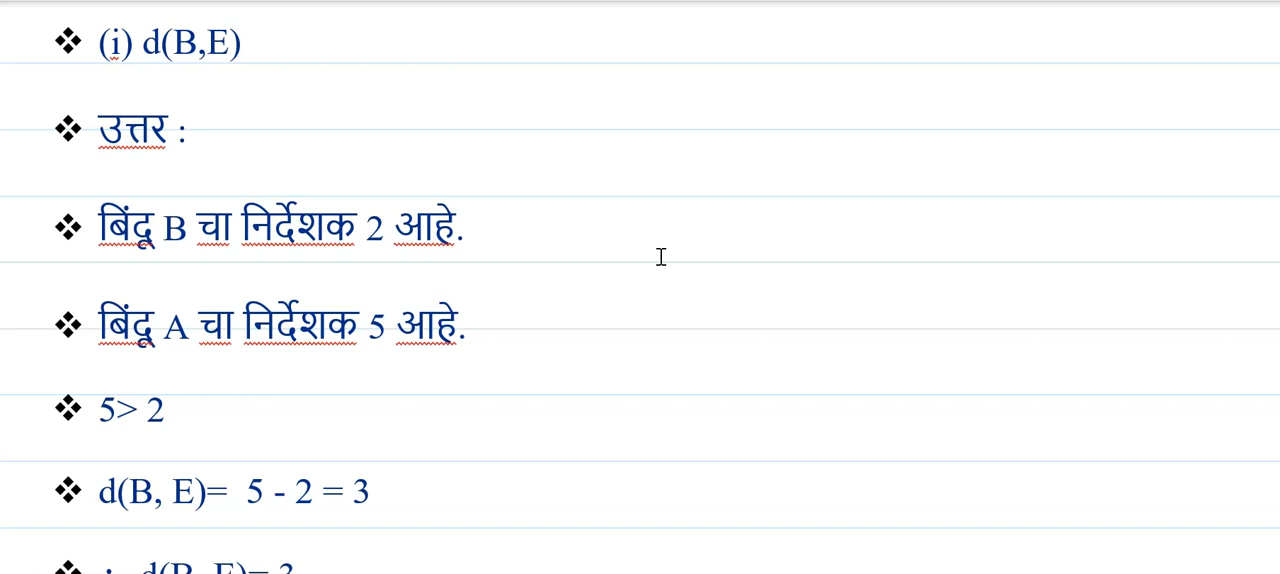 ❖ (i) d(B,E)
❖ उत्तर :
❖ बिंदू B चा निर्देशक 2 आहे.
❖ बिंदू A चा निर्देशक 5 आहे.
❖ 5> 2
❖ d(B, E)= 5 - 2 = 3